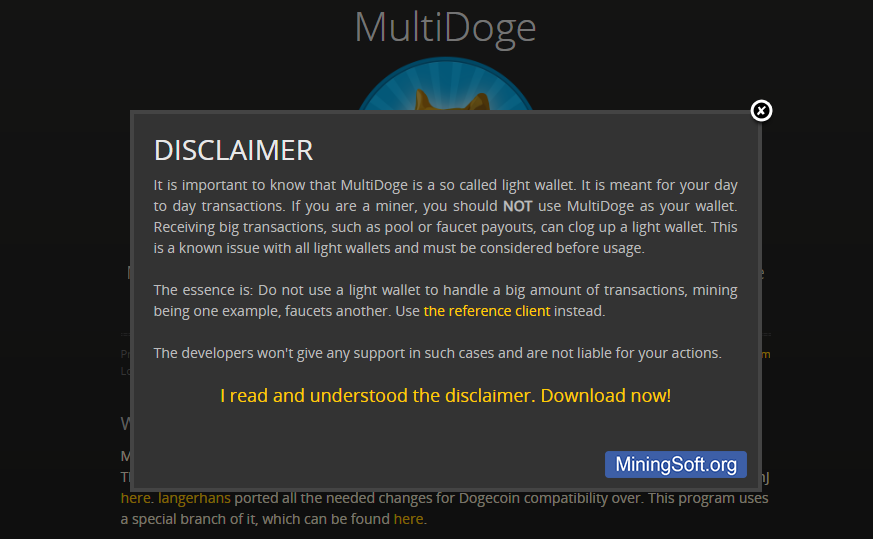 MultiDoge
DISCLAIMER
It is important to know that MultiDoge is a so called light wallet. It is meant for your day
to day transactions. If you are a miner, you should NOT use MultiDoge as your wallet.
Receiving big transactions, such as pool or faucet payouts, can clog up a light wallet. This
is a known issue with all light wallets and must be considered before usage.
The essence is: Do not use a light wallet to handle a big amount of transactions, mining
being one example, faucets another. Use the reference client instead.
The developers won't give any support in such cases and are not liable for your actions.
I read and understood the disclaimer. Download now!
MiningSoft.org
here. langerhans ported all the needed changes for Dogecoin compatibility over. This program uses
a special branch of it, which can be found here.